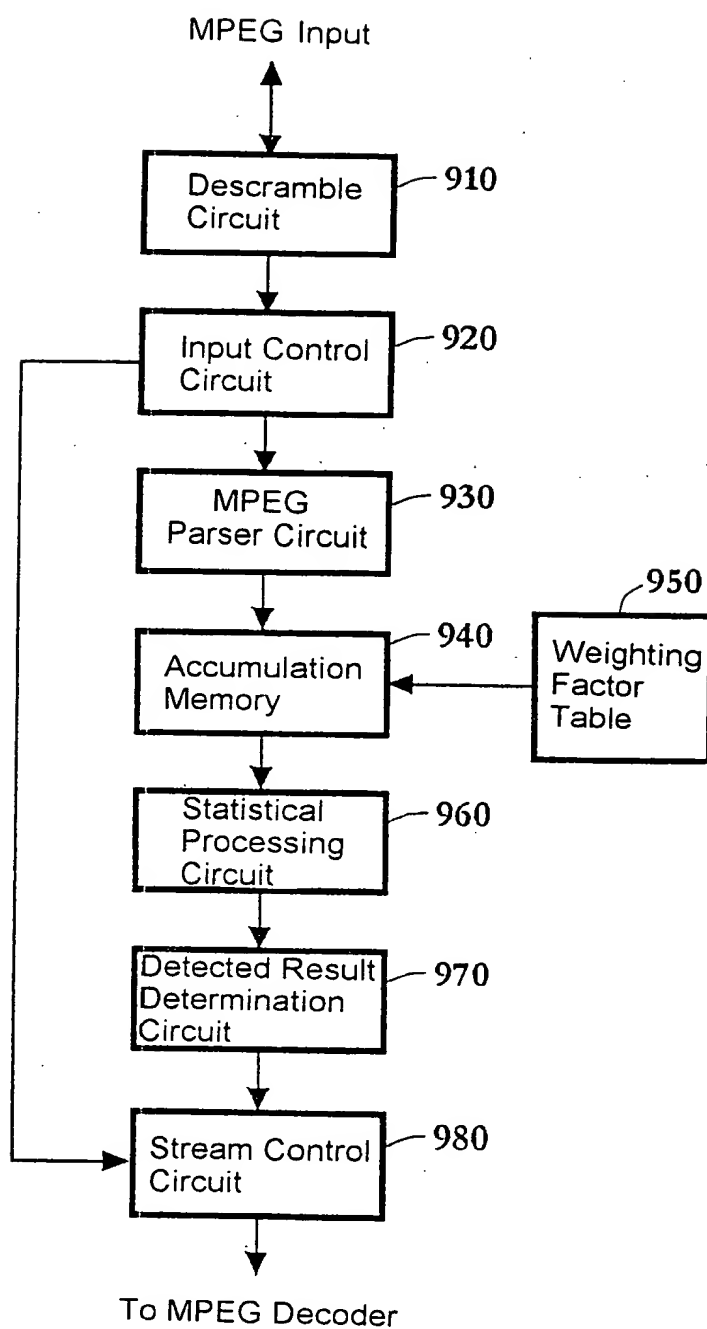 MPEG Input
Descramble
Circuit
910
Input Control
Circuit
920
MPEG
Parser Circuit
930
Accumulation
Memory
940
950
Weighting
Factor
Table
Statistical
Processing
Circuit
960
Detected Result
Determination
Circuit
970
Stream Control
Circuit
980
To MPEG Decoder